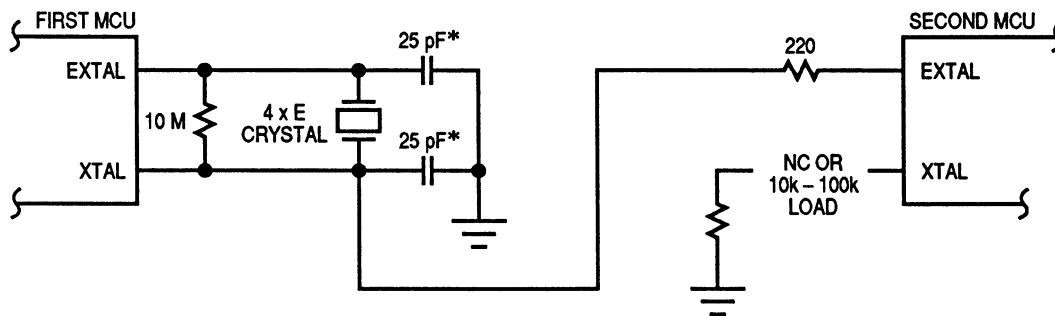 FIRST MCU
EXTAL
XTAL
10 M
4 x E
CRYSTAL
25 pF*
25 pF*
220
SECOND MCU
EXTAL
XTAL
NC OR
10k – 100k
LOAD